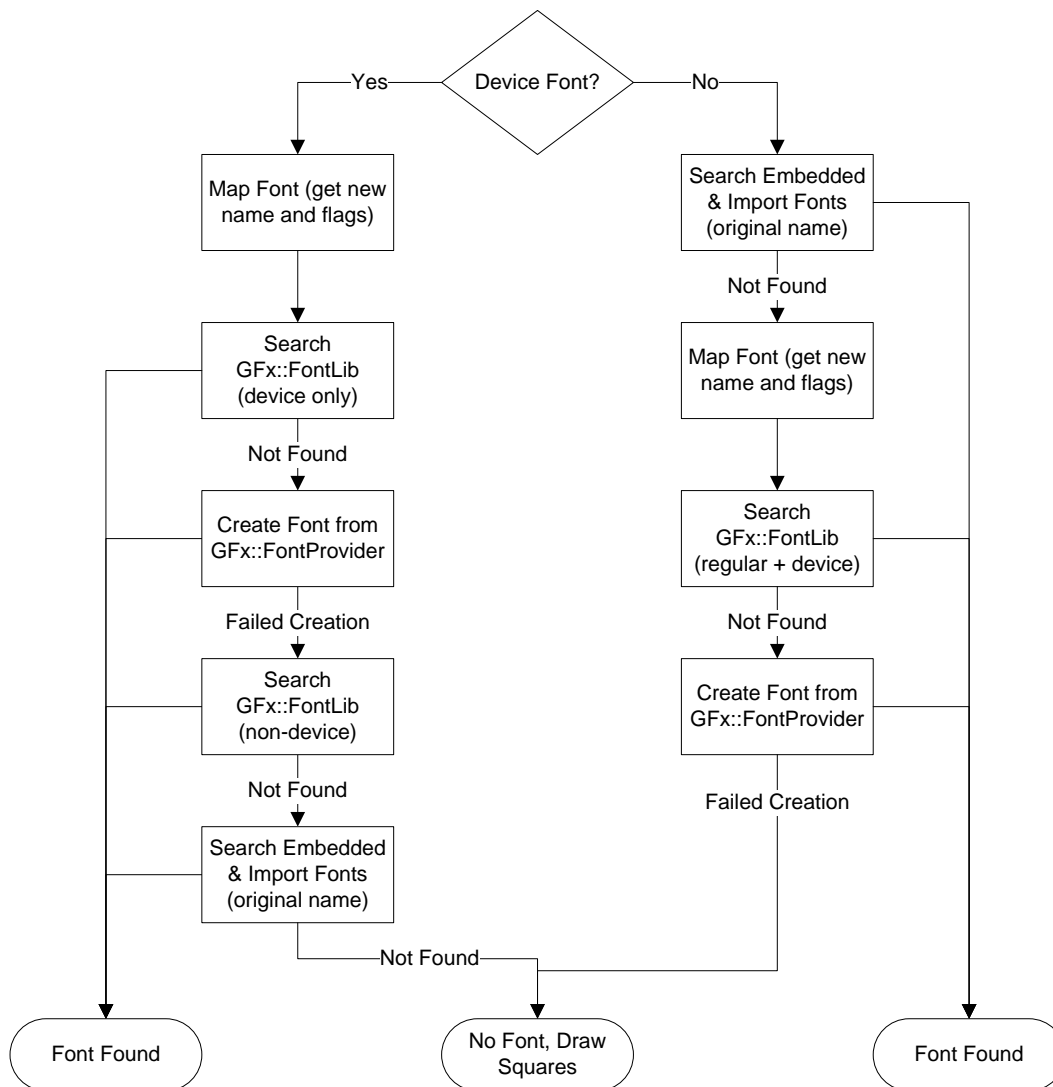 Device Font?
Yes
No
Map Font (get new
name and flags)
Search
GFx::FontLib
(device only)
Not Found
Create Font from
GFx::FontProvider
Failed Creation
Search
GFx::FontLib
(non-device)
Not Found
Search Embedded
& Import Fonts
(original name)
Not Found
Search Embedded
& Import Fonts
(original name)
Not Found
Map Font (get new
name and flags)
Search
GFx::FontLib
(regular + device)
Not Found
Create Font from
GFx::FontProvider
Failed Creation
Font Found
No Font, Draw
Squares
Font Found